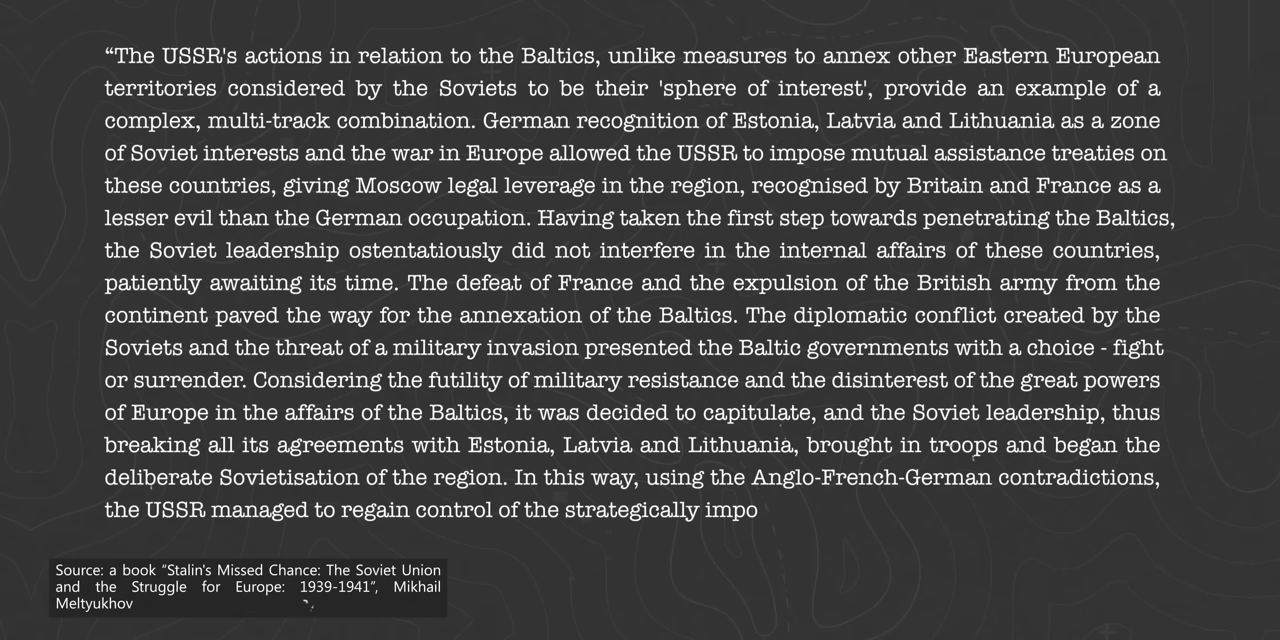 “The USSR's actions in relation to the Baltics, unlike measures to annex other Eastern European
territories considered by the Soviets to be their 'sphere of interest', provide an example of a
complex, multi-track combination. German recognition of Estonia, Latvia and Lithuania as a zone
of Soviet interests and the war in Europe allowed the USSR to impose mutual assistance treaties on
these countries, giving Moscow legal leverage in the region, recognised by Britain and France as a
lesser evil than the German occupation. Having taken the first step towards penetrating the Baltics,
the Soviet leadership ostentatiously did not interfere in the internal affairs of these countries,
patiently awaiting its time. The defeat of France and the expulsion of the British army from the
continent paved the way for the annexation of the Baltics. The diplomatic conflict created by the
Soviets and the threat of a military invasion presented the Baltic governments with a choice - fight
or surrender. Considering the futility of military resistance and the disinterest of the great powers
of Europe in the affairs of the Baltics, it was decided to capitulate, and the Soviet leadership, thus
breaking all its agreements with Estonia, Latvia and Lithuania, brought in troops and began the
deliberate Sovietisation of the region. In this way, using the Anglo-French-German contradictions,
the USSR managed to regain control of the strategically impo
Source: a book “Stalin's Missed Chance: The Soviet Union
and the Struggle for Europe: 1939-1941”, Mikhail
Meltyukhov